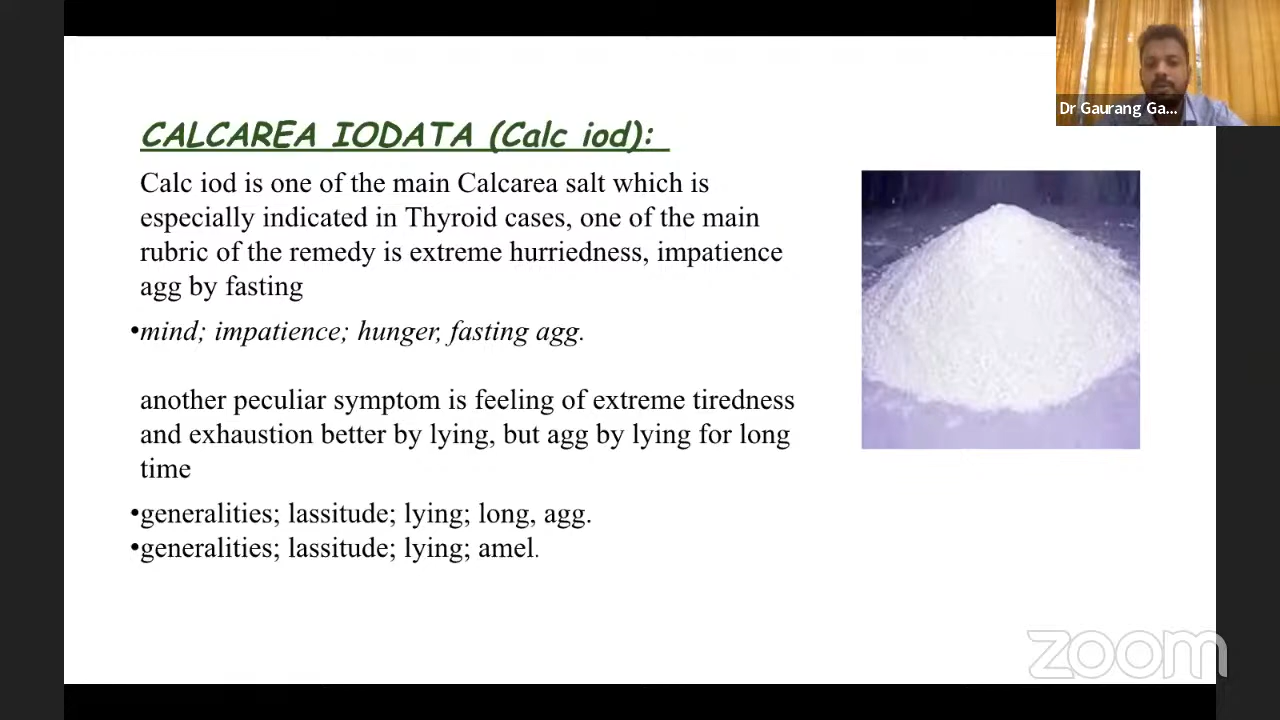 Dr Gaurang Ga...
CALCAREA IODATA (Calc iod):
Calc iod is one of the main Calcarea salt which is
especially indicated in Thyroid cases, one of the main
rubric of the remedy is extreme hurriedness, impatience
agg by fasting
•mind; impatience; hunger, fasting agg.
another peculiar symptom is feeling of extreme tiredness
and exhaustion better by lying, but agg by lying for long
time
•generalities; lassitude; lying; long, agg.
•generalities; lassitude; lying; amel.
zoom